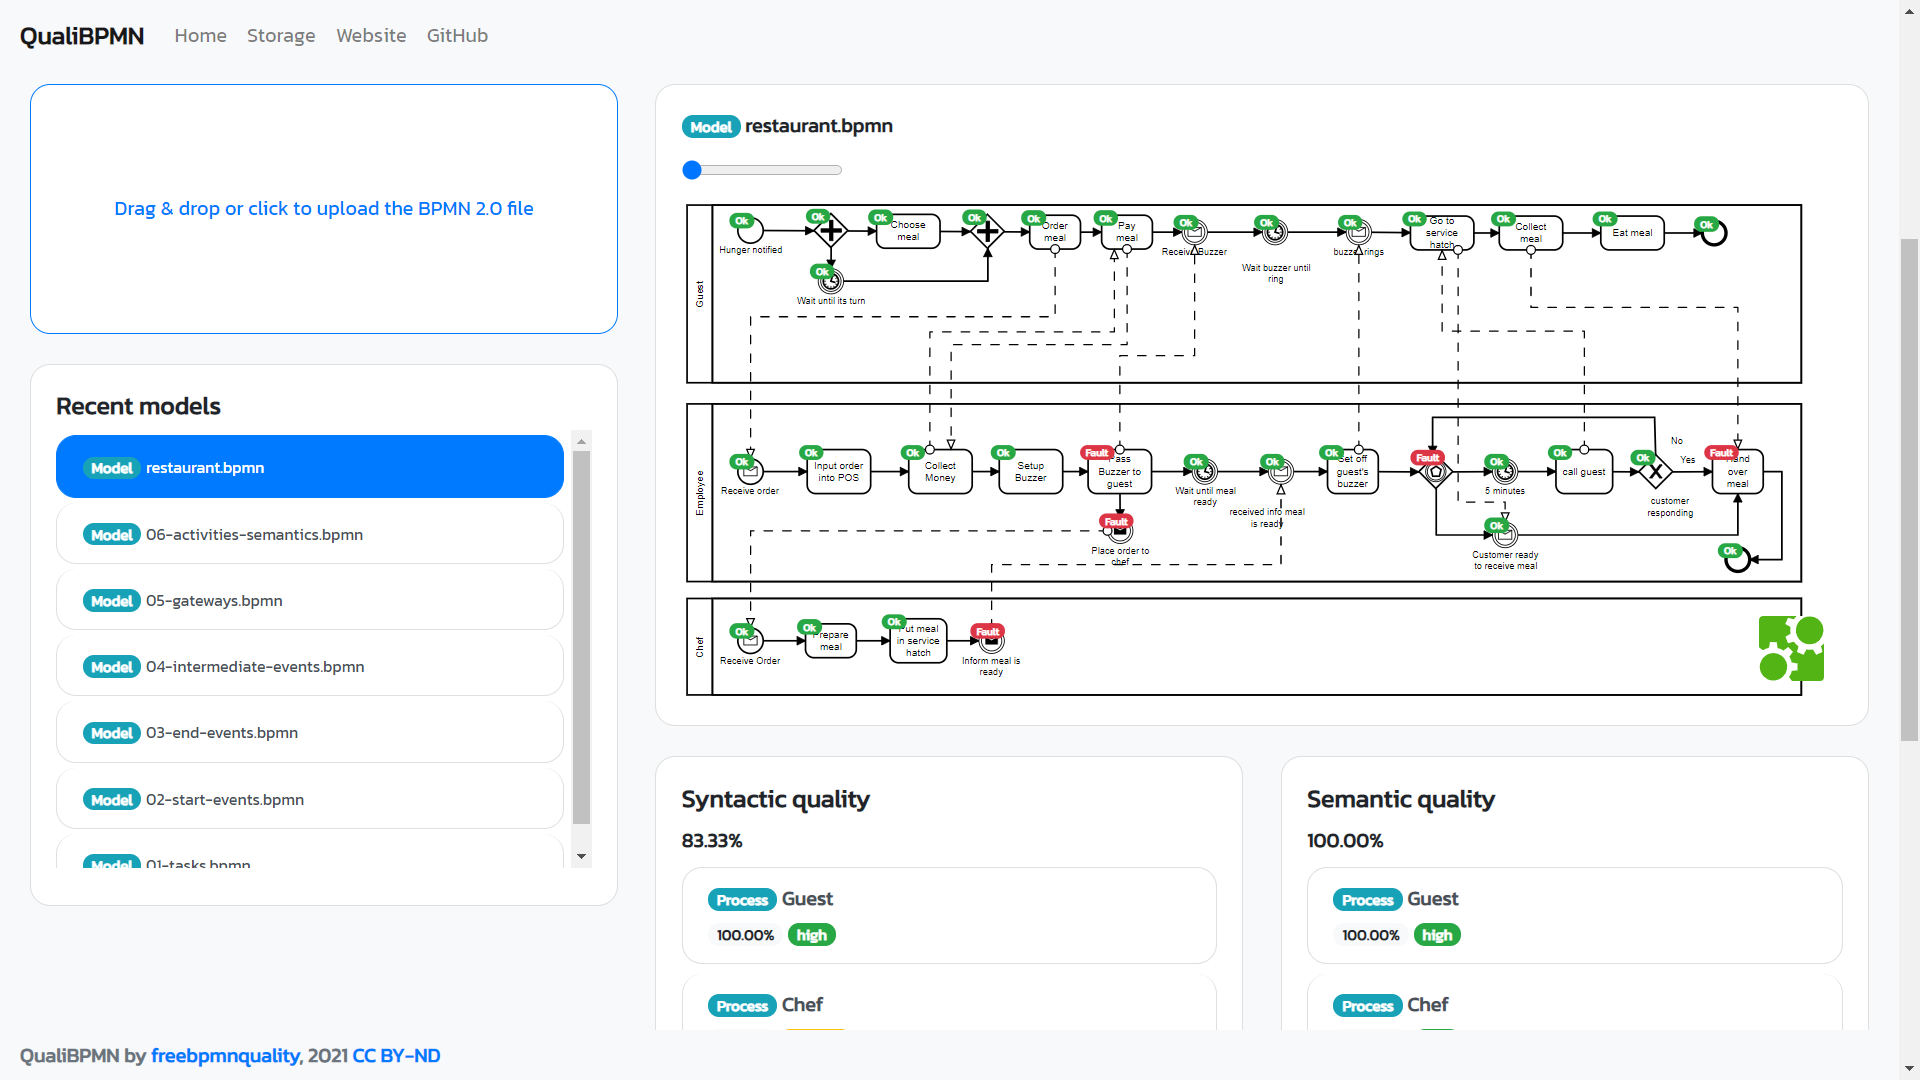 QualiBPMN Home Storage Website GitHub
Drag & drop or click to upload the BPMN 2.0 file
Recent models
Model restaurant.bpmn
Model 06-activities-semantics.bpmn
Model 05-gateways.bpmn
Model 04-intermediate-events.bpmn
Model 03-end-events.bpmn
Model 02-start-events.bpmn
Model 01-tasks.bpmn
Model restaurant.bpmn
Guest
Ok
Hunger notified
Ok
Ok
Choose
meal
Ok
Wait until its turn
Ok
Ok
Order
meal
Ok
Pay
meal
Ok
Receive Buzzer
Ok
Wait buzzer until
ring
Ok
buzzer rings
Ok
Go to
service
hatch
Ok
Collect
meal
Ok
Eat meal
Ok
Employee
Ok
Receive order
Ok
Input order
into POS
Ok
Collect
Money
Ok
Setup
Buzzer
Fault
Pass
Buzzer to
guest
Fault
Place order to
chef
Ok
Wait until meal
ready
Ok
received info meal
is ready
Ok
Set off
guest's
buzzer
Fault
Ok
5 minutes
Ok
Customer ready
to receive meal
Ok
call guest
Ok
customer
responding
No
Yes
Fault
Hand
over
meal
Ok
Chef
Ok
Receive Order
Ok
Prepare
meal
Ok
Put meal
in service
hatch
Fault
Inform meal is
ready
Syntactic quality
83.33%
Process Guest
100.00% high
Process Chef
Semantic quality
100.00%
Process Guest
100.00% high
Process Chef
QualiBPMN by freebpmnquality, 2021 CC BY-ND